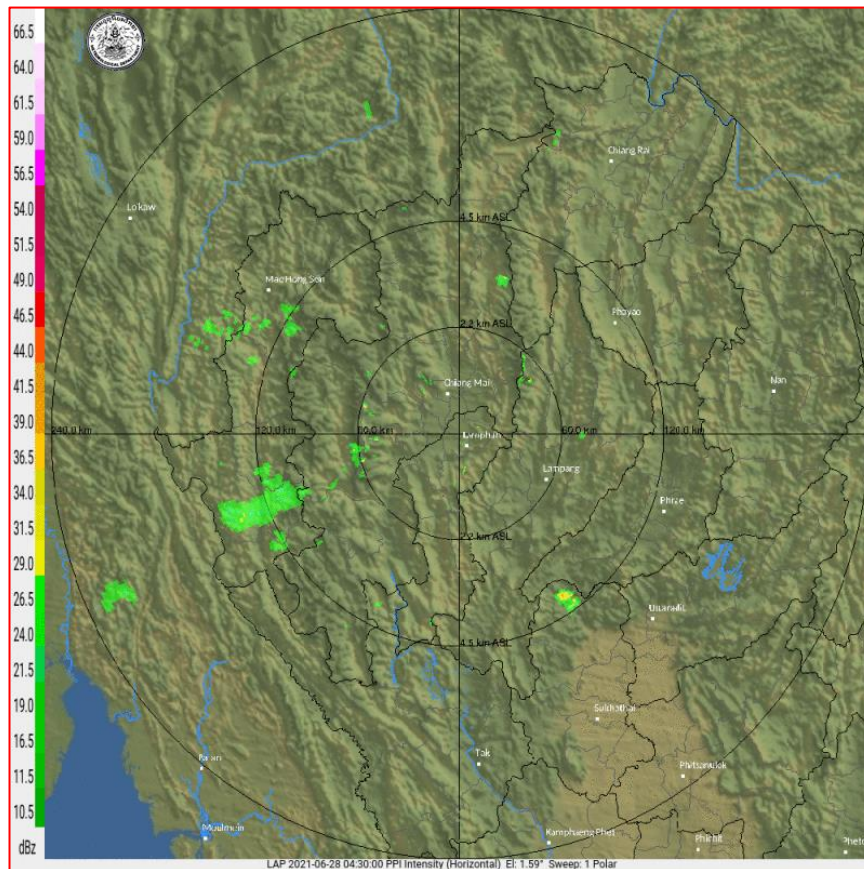 66.5
64.0
61.5
59.0
56.5
54.0
51.5
49.0
46.5
44.0
41.5
39.0
36.5
34.0
31.5
29.0
26.5
24.0
21.5
19.0
16.5
11.5
10.5
dBz
Chiang Rai
Loikaw
4.5 km ASL
Mae Hong Son
Phayao
2.2 km ASL
Chiang Mai
Nan
240.0 km
120.0 km
60.0 km
60.0 km
120.0 km
Lamphun
Lampang
Phrae
2.2 km ASL
Uttaradit
4.5 km ASL
Sukhothai
Tak
Pa'an
Phitsanulok
Moulmein
Kamphaeng Phet
Phichit
LAP 2021-06-28 04:30:00 PPI Intensity (Horizontal) El: 1.59° Sweep: 1 Polar